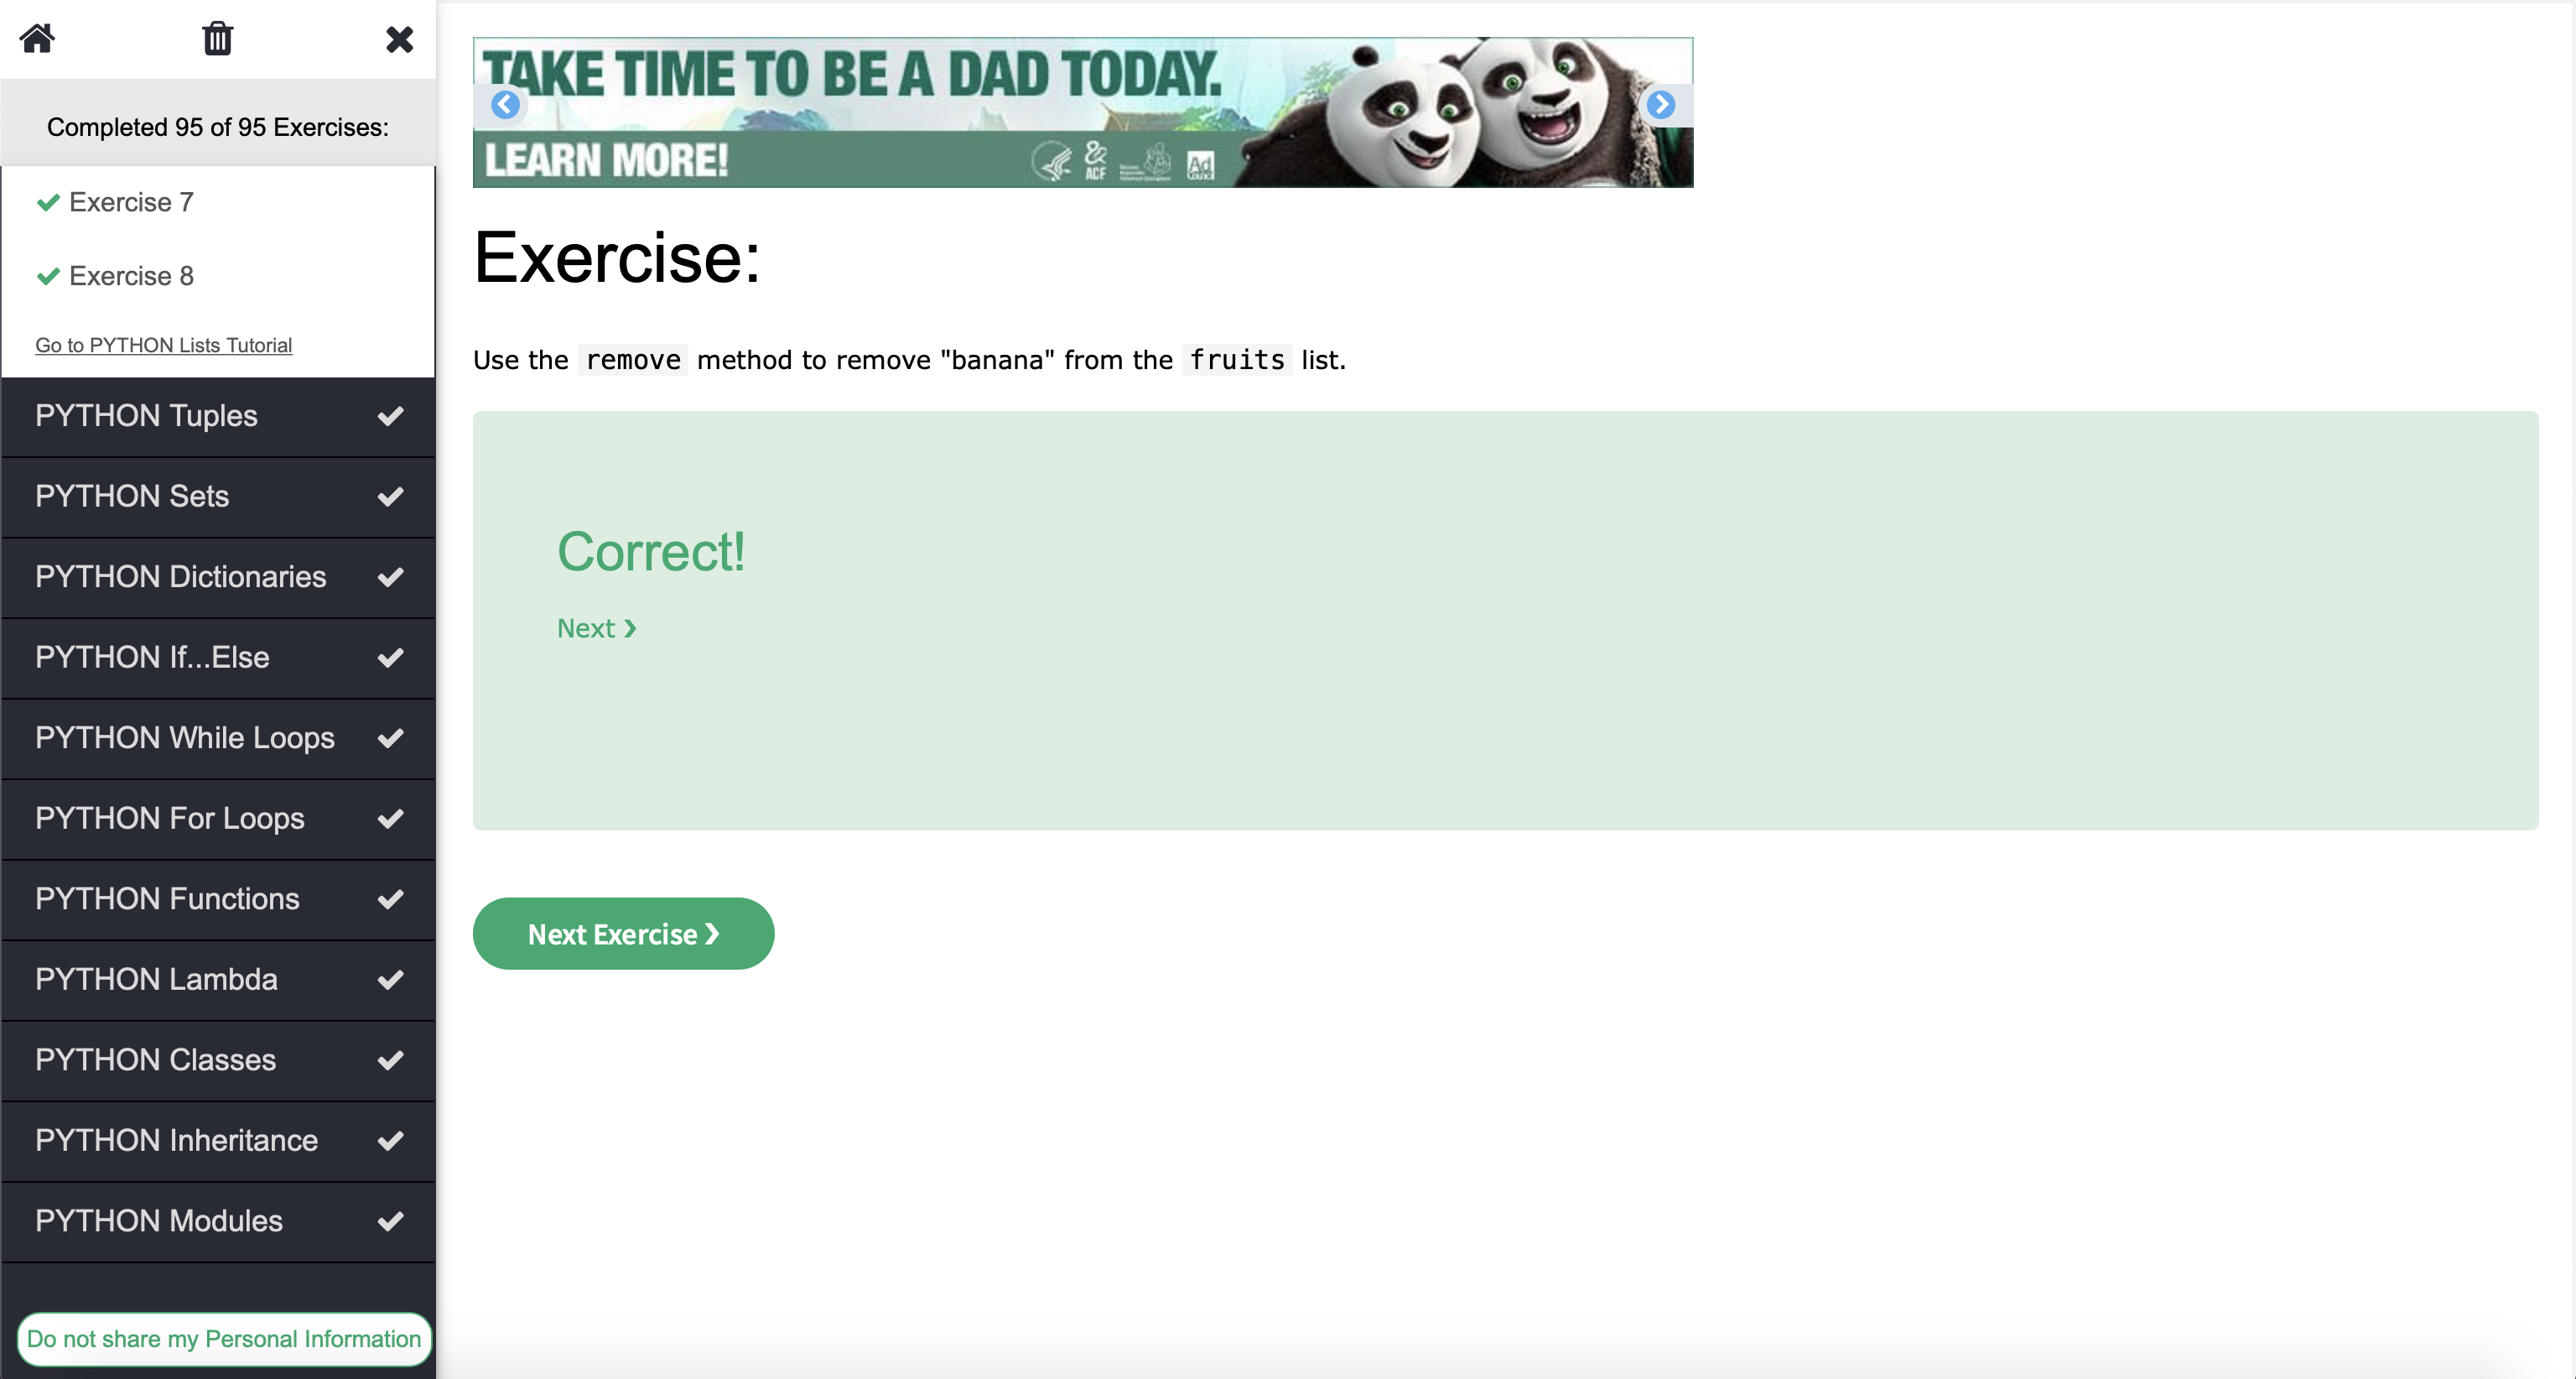 Completed 95 of 95 Exercises:
Exercise 7
Exercise 8
Go to PYTHON Lists Tutorial
PYTHON Tuples
PYTHON Sets
PYTHON Dictionaries
PYTHON If...Else
PYTHON While Loops
PYTHON For Loops
PYTHON Functions
PYTHON Lambda
PYTHON Classes
PYTHON Inheritance
PYTHON Modules
Do not share my Personal Information
TAKE TIME TO BE A DAD TODAY.
LEARN MORE!
ACF
Ad Council
Exercise:
Use the remove method to remove "banana" from the fruits list.
Correct!
Next ❯
Next Exercise ❯